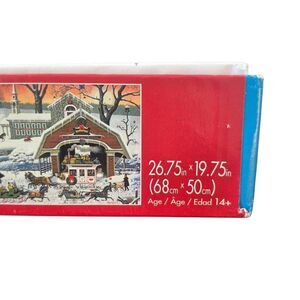 26.75in x 19.75in
(68cm x 50cm)
Age / Âge / Edad 14+